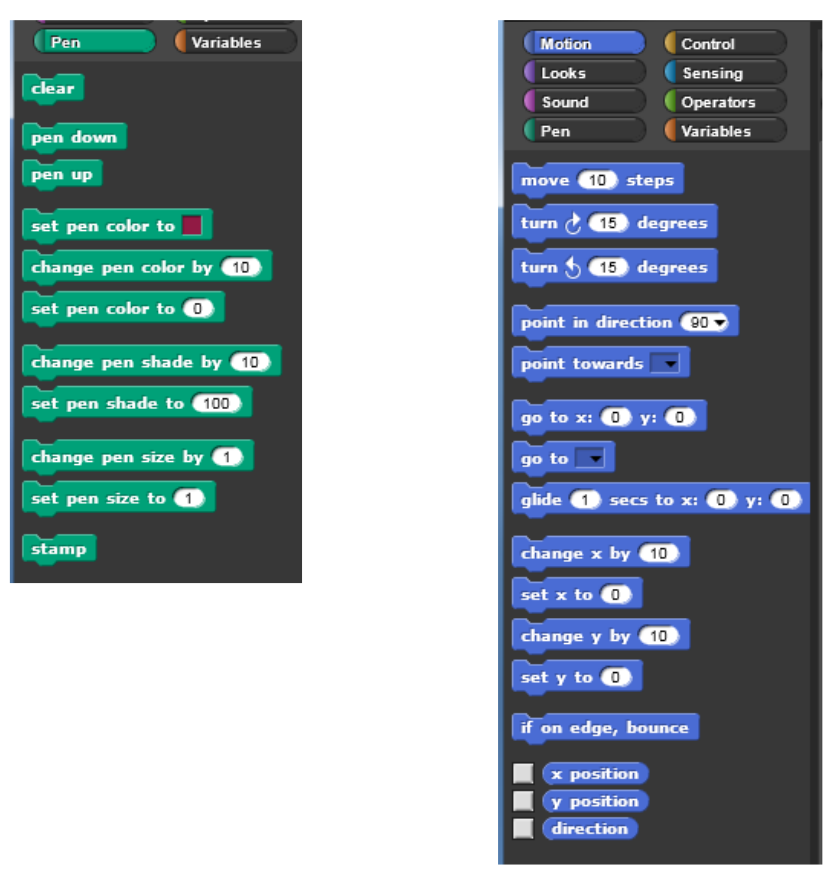 Pen Variables
clear
pen down
pen up
set pen color to
change pen color by 10
set pen color to 0
change pen shade by 10
set pen shade to 100
change pen size by 1
set pen size to 1
stamp
Motion Control
Looks Sensing
Sound Operators
Pen Variables
move 10 steps
turn 15 degrees
turn 15 degrees
point in direction 90
point towards
go to x: 0 y: 0
go to
glide 1 secs to x: 0 y: 0
change x by 10
set x to 0
change y by 10
set y to 0
if on edge, bounce
x position
y position
direction